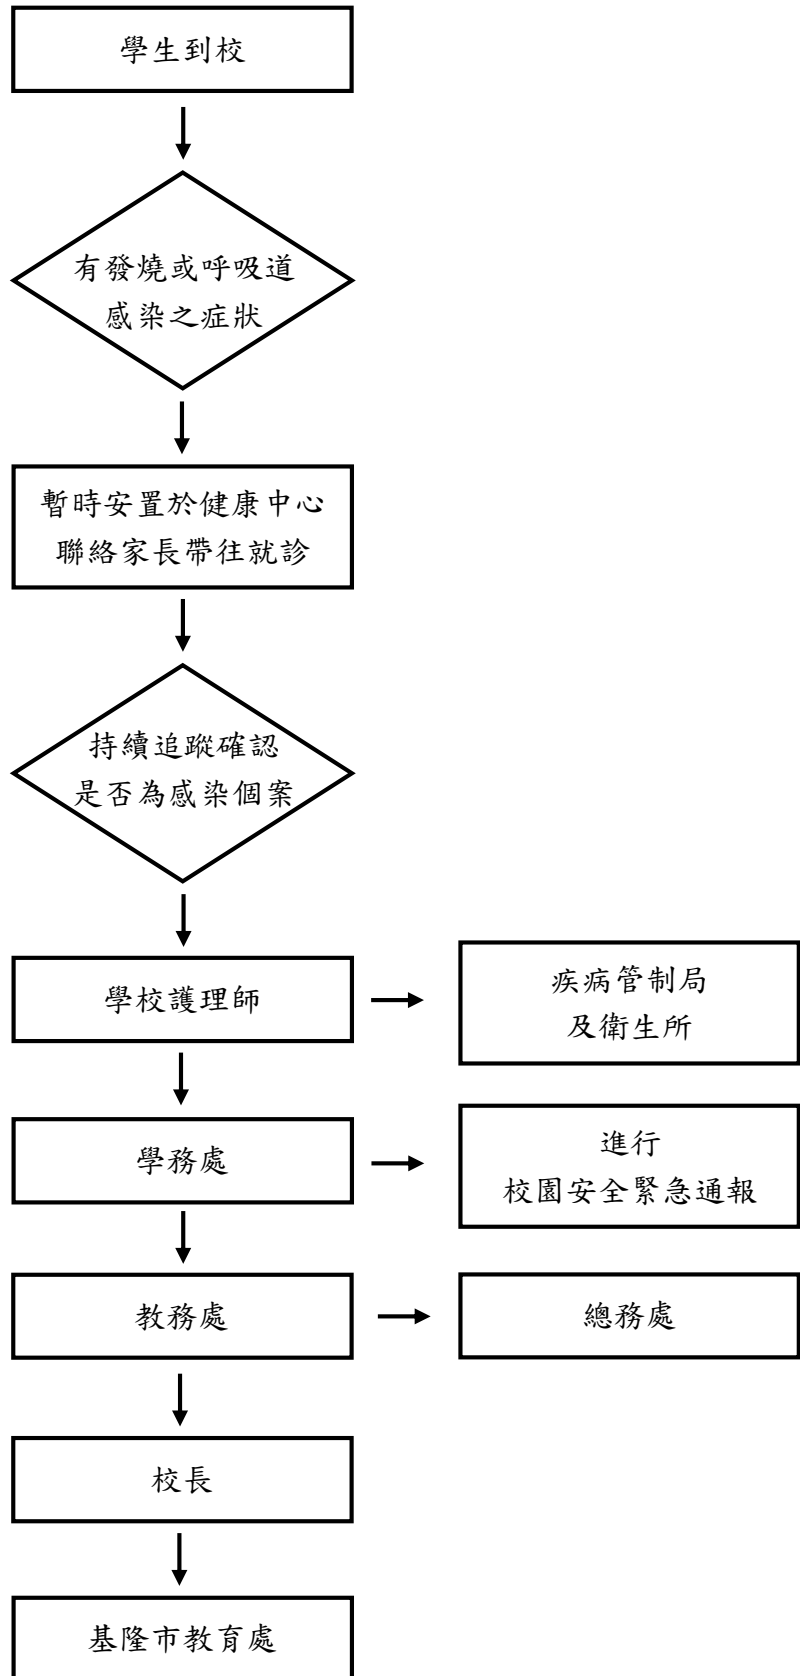 學生到校
有發燒或呼吸道
感染之症狀
暫時安置於健康中心
聯絡家長帶往就診
持續追蹤確認
是否為感染個案
學校護理師
疾病管制局
及衛生所
學務處
進行
校園安全緊急通報
教務處
總務處
校長
基隆市教育處